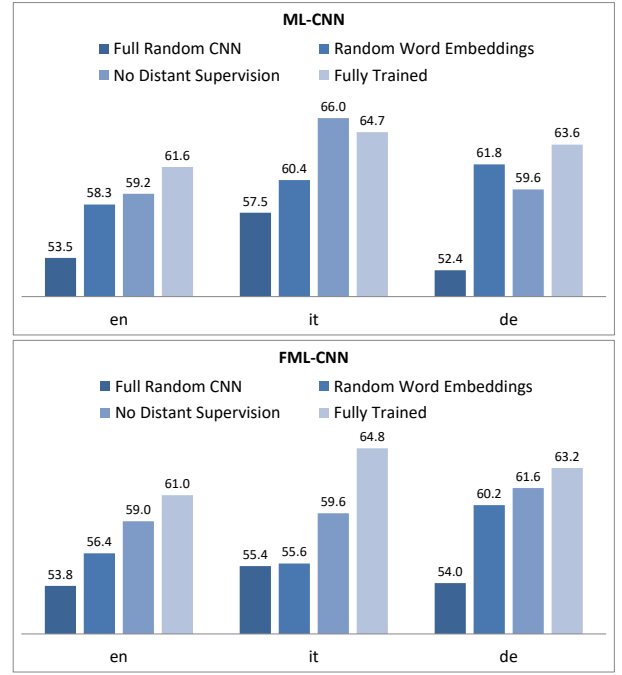 ML-CNN
Full Random CNN Random Word Embeddings
No Distant Supervision Fully Trained
53.5 58.3 59.2 61.6 57.5 60.4 66.0 64.7 52.4 61.8 59.6 63.6
en it de
FML-CNN
Full Random CNN Random Word Embeddings
No Distant Supervision Fully Trained
53.8 56.4 59.0 61.0 55.4 55.6 59.6 64.8 54.0 60.2 61.6 63.2
en it de